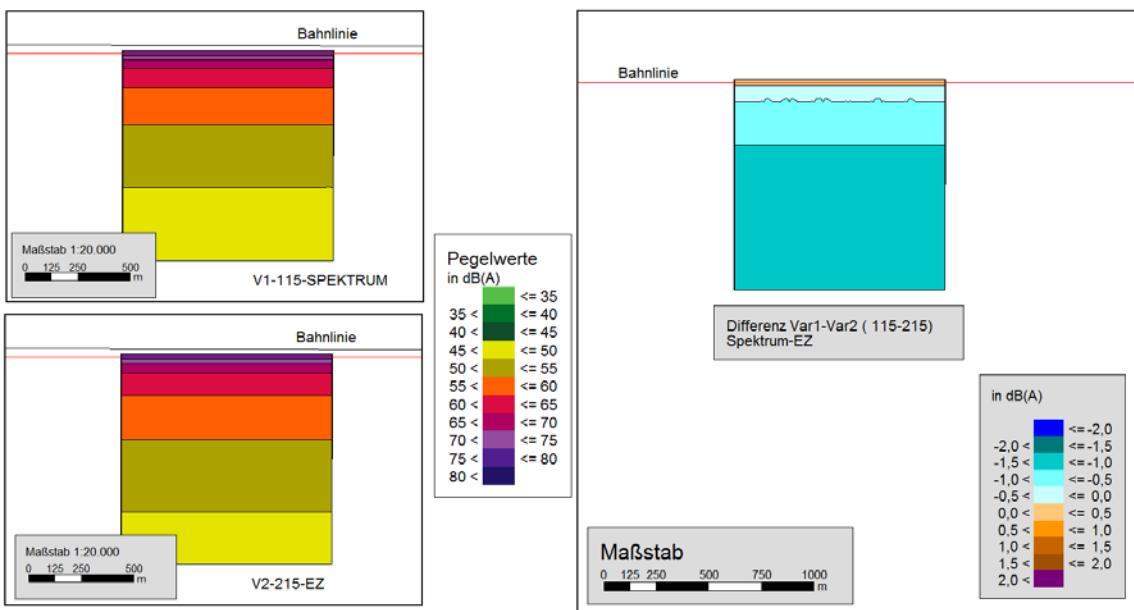 Bahnlinie
Maßstab 1:20.000
0 125 250 500
m
V1-115-SPEKTRUM
Bahnlinie
Maßstab 1:20.000
0 125 250 500
m
V2-215-EZ
Pegelwerte
in dB(A)
<= 35
35 < <= 40
40 < <= 45
45 < <= 50
50 < <= 55
55 < <= 60
60 < <= 65
65 < <= 70
70 < <= 75
75 < <= 80
80 <
Bahnlinie
Differenz Var1-Var2 ( 115-215)
Spektrum-EZ
in dB(A)
<= -2,0
-2,0 < <= -1,5
-1,5 < <= -1,0
-1,0 < <= -0,5
-0,5 < <= 0,0
0,0 < <= 0,5
0,5 < <= 1,0
1,0 < <= 1,5
1,5 < <= 2,0
2,0 <
Maßstab
0 125 250 500 750 1000
m